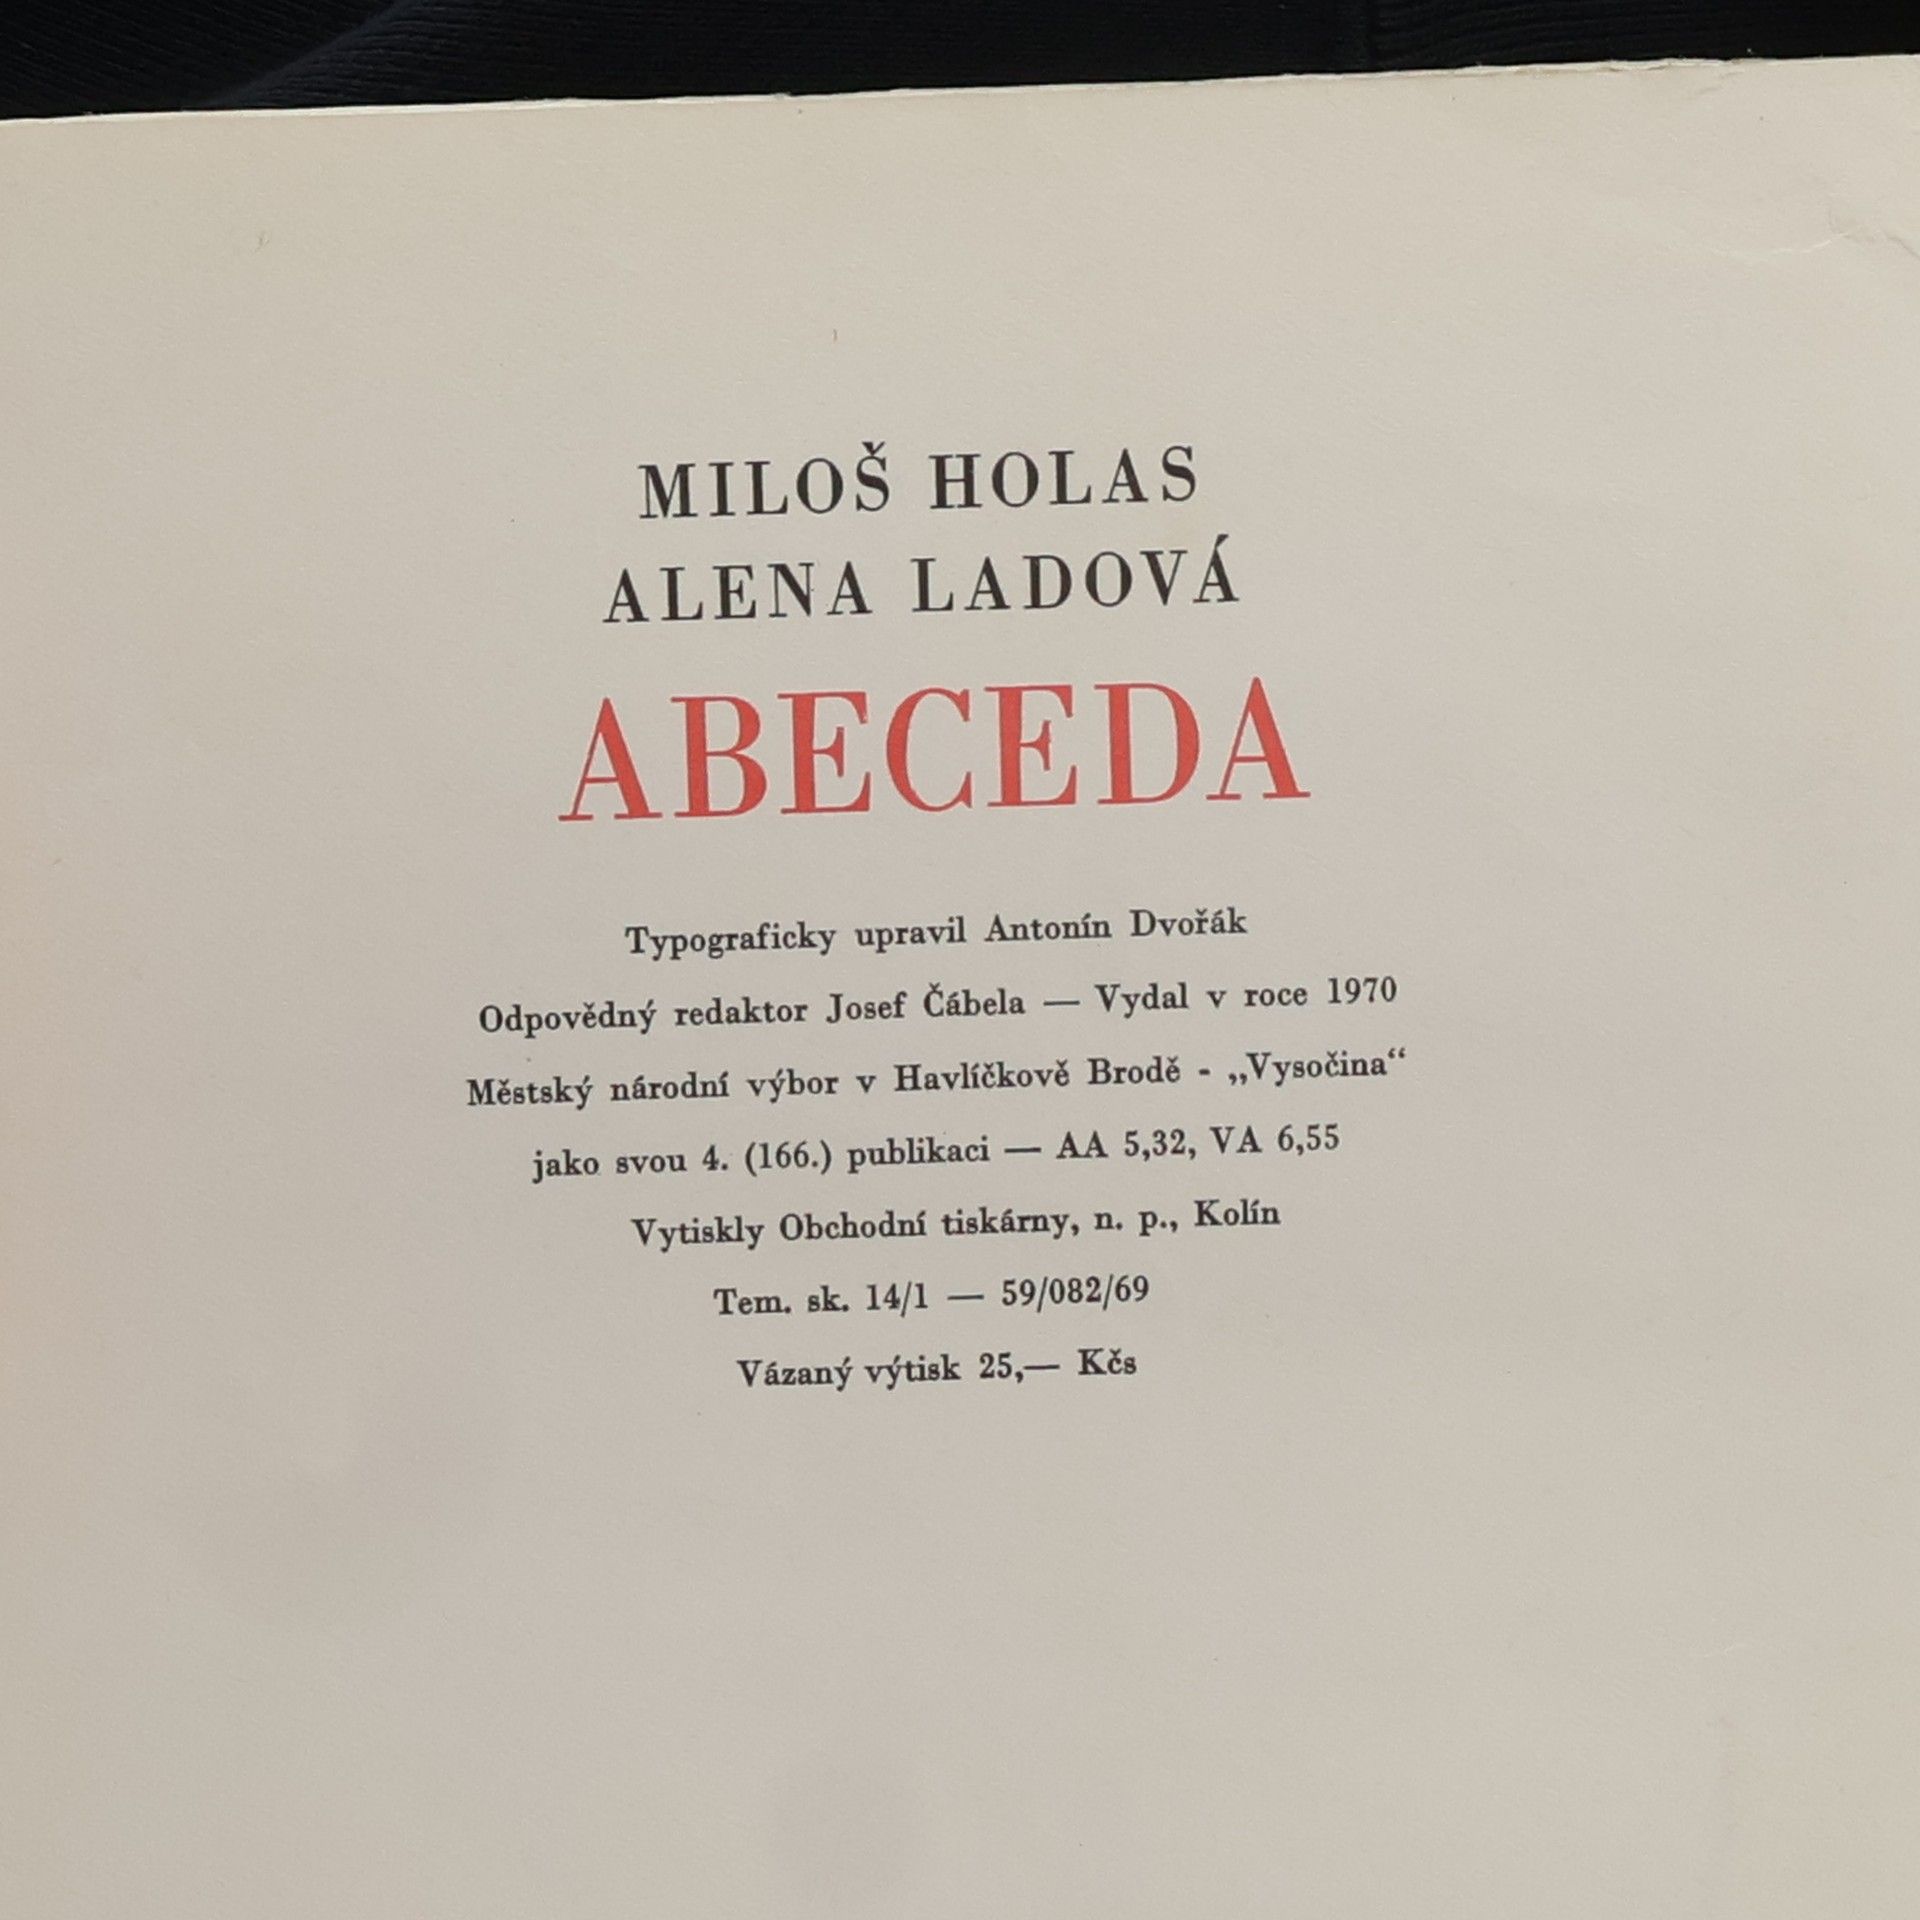 MILOŠ HOLAS
ALENA LADOVÁ
ABECEDA
Typograficky upravil Antonín Dvořák
Odpovědný redaktor Josef Čábela — Vydal v roce 1970
Městský národní výbor v Havlíčkově Brodě - „Vysočina“
jako svou 4. (166.) publikaci — AA 5,32, VA 6,55
Vytiskly Obchodní tiskárny, n. p., Kolín
Tem. sk. 14/1 — 59/082/69
Vázaný výtisk 25,— Kčs